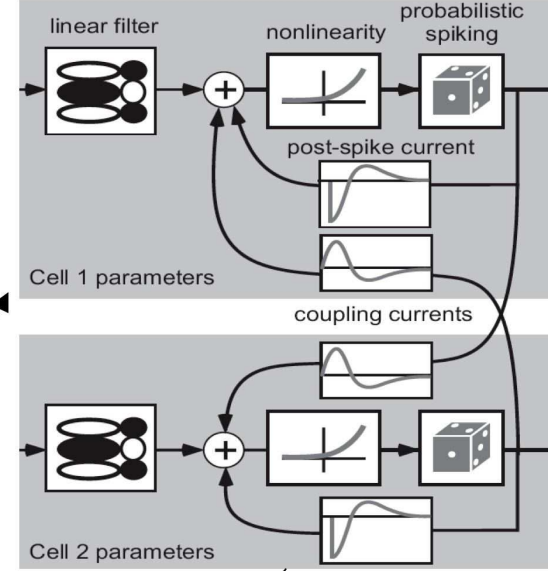 linear filter
nonlinearity
probabilistic
spiking
+
post-spike current
Cell 1 parameters
coupling currents
+
Cell 2 parameters